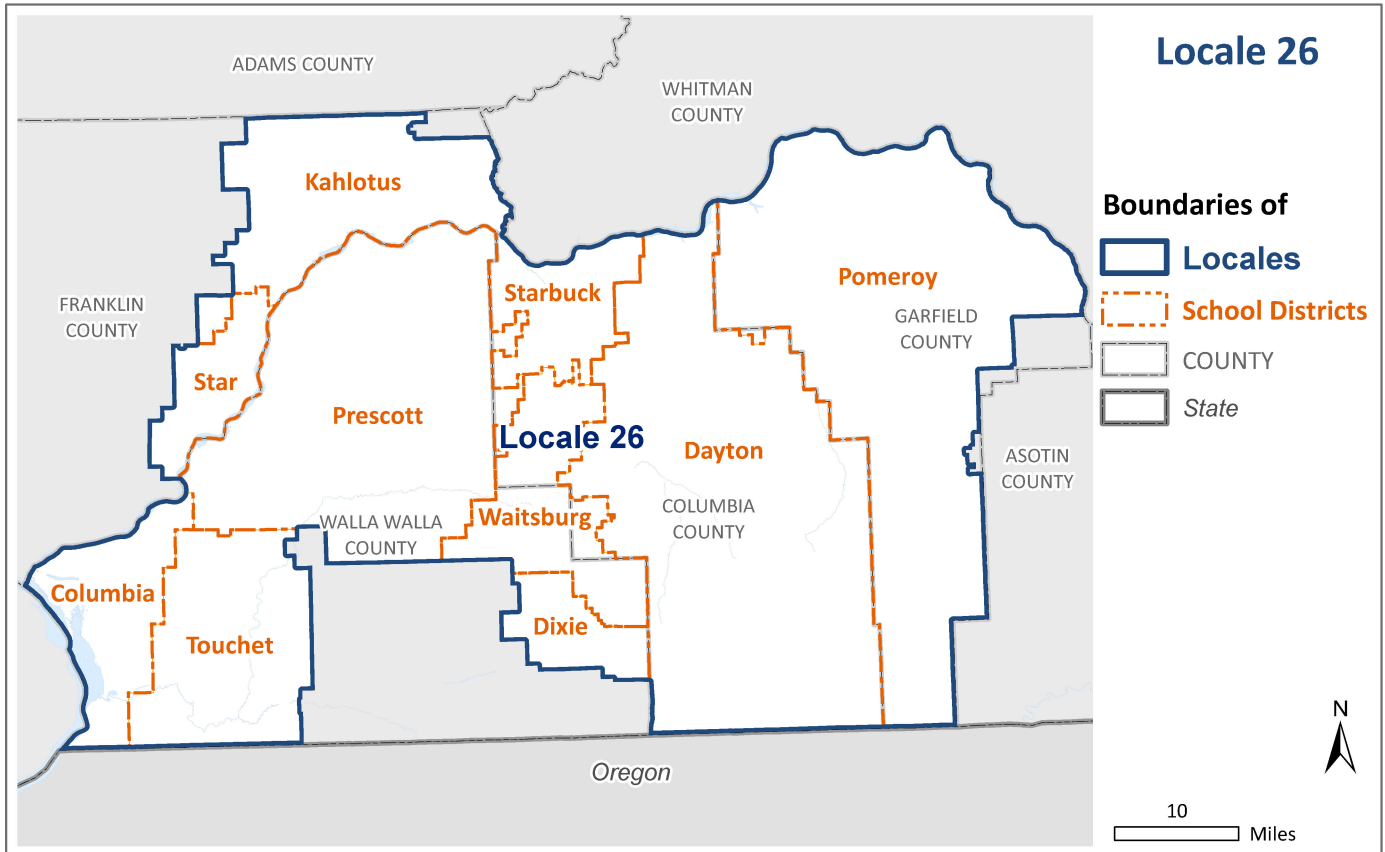 Locale 26
ADAMS COUNTY
WHITMAN
COUNTY
Kahlotus
Boundaries of
Locales
School Districts
COUNTY
State
FRANKLIN
COUNTY
Starbuck
Pomeroy
GARFIELD
COUNTY
Star
Prescott
Locale 26
Dayton
ASOTIN
COUNTY
COLUMBIA
COUNTY
WALLA WALLA
COUNTY
Waitsburg
Columbia
Touchet
Dixie
Oregon
N
10
Miles